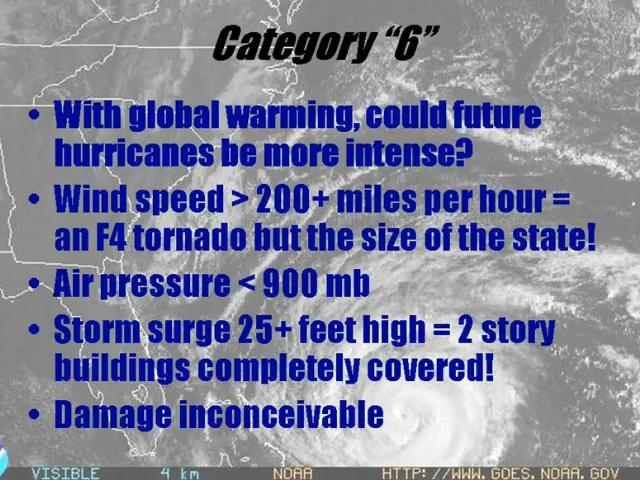 Category “6”
• With global warming, could future
hurricanes be more intense?
• Wind speed > 200+ miles per hour =
an F4 tornado but the size of the state!
• Air pressure < 900 mb
• Storm surge 25+ feet high = 2 story
buildings completely covered!
• Damage inconceivable
VISIBLE 4 km NOAA HTTP://WWW.GOES.NOAA.GOV